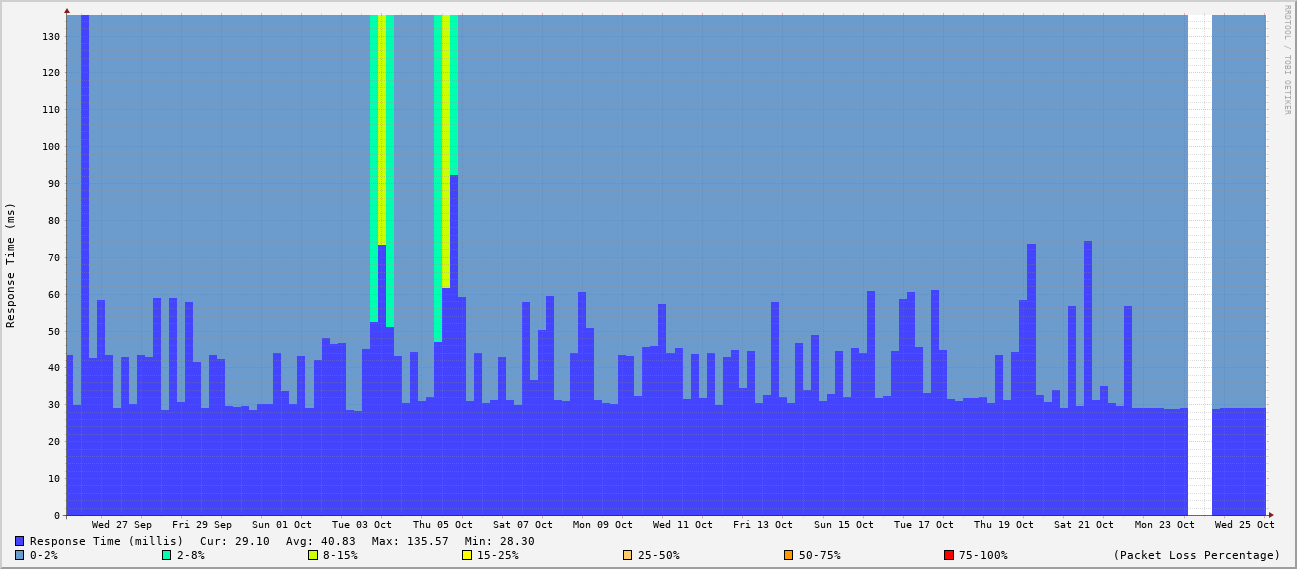 RRDTOOL / TOBI OETIKER
Response Time (ms)
130
120
110
100
90
80
70
60
50
40
30
20
10
0
Wed 27 Sep Fri 29 Sep Sun 01 Oct Tue 03 Oct Thu 05 Oct Sat 07 Oct Mon 09 Oct Wed 11 Oct Fri 13 Oct Sun 15 Oct Tue 17 Oct Thu 19 Oct Sat 21 Oct Mon 23 Oct Wed 25 Oct
Response Time (millis) Cur: 29.10 Avg: 40.83 Max: 135.57 Min: 28.30
0-2% 2-8% 8-15% 15-25% 25-50% 50-75% 75-100% (Packet Loss Percentage)